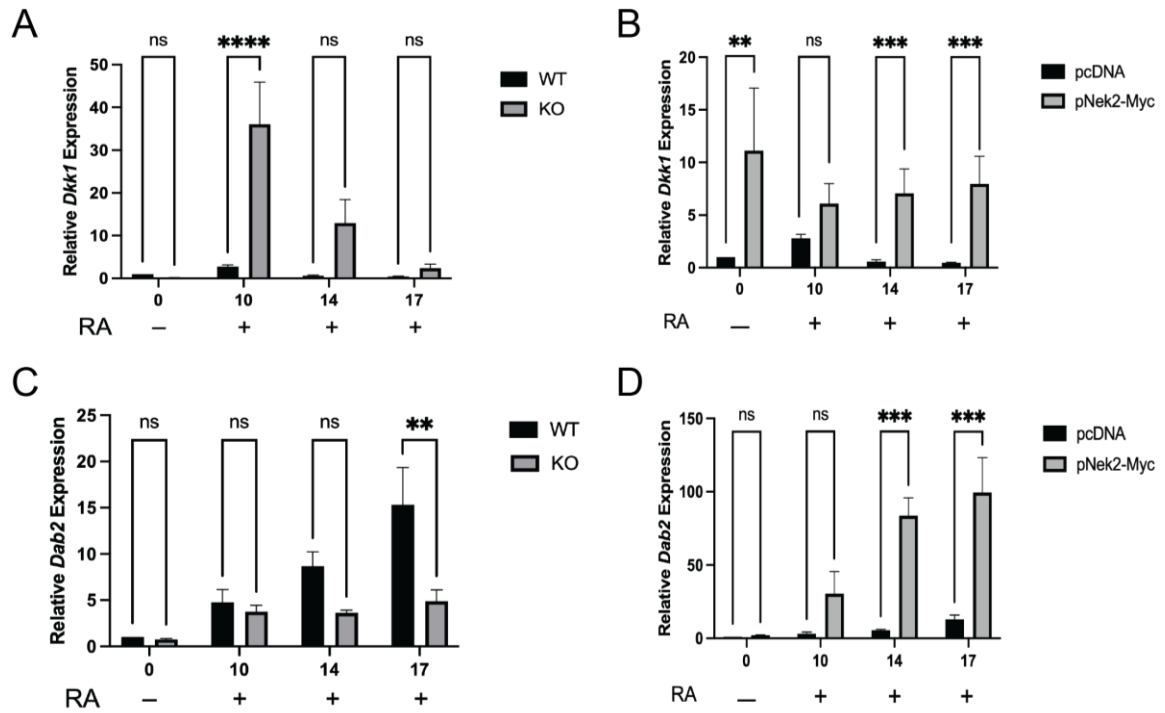 A
ns
****
ns
ns
50
40
30
20
10
0
Relative Dkk1 Expression
0
10
14
17
RA
–
+
+
+
WT
KO
B
**
ns
***
***
20
15
10
5
0
Relative Dkk1 Expression
0
10
14
17
RA
—
+
+
+
pcDNA
pNek2-Myc
C
ns
ns
ns
**
25
20
15
10
5
0
Relative Dab2 Expression
0
10
14
17
RA
–
+
+
+
WT
KO
D
ns
ns
***
***
150
100
50
0
Relative Dab2 Expression
0
10
14
17
RA
—
+
+
+
pcDNA
pNek2-Myc